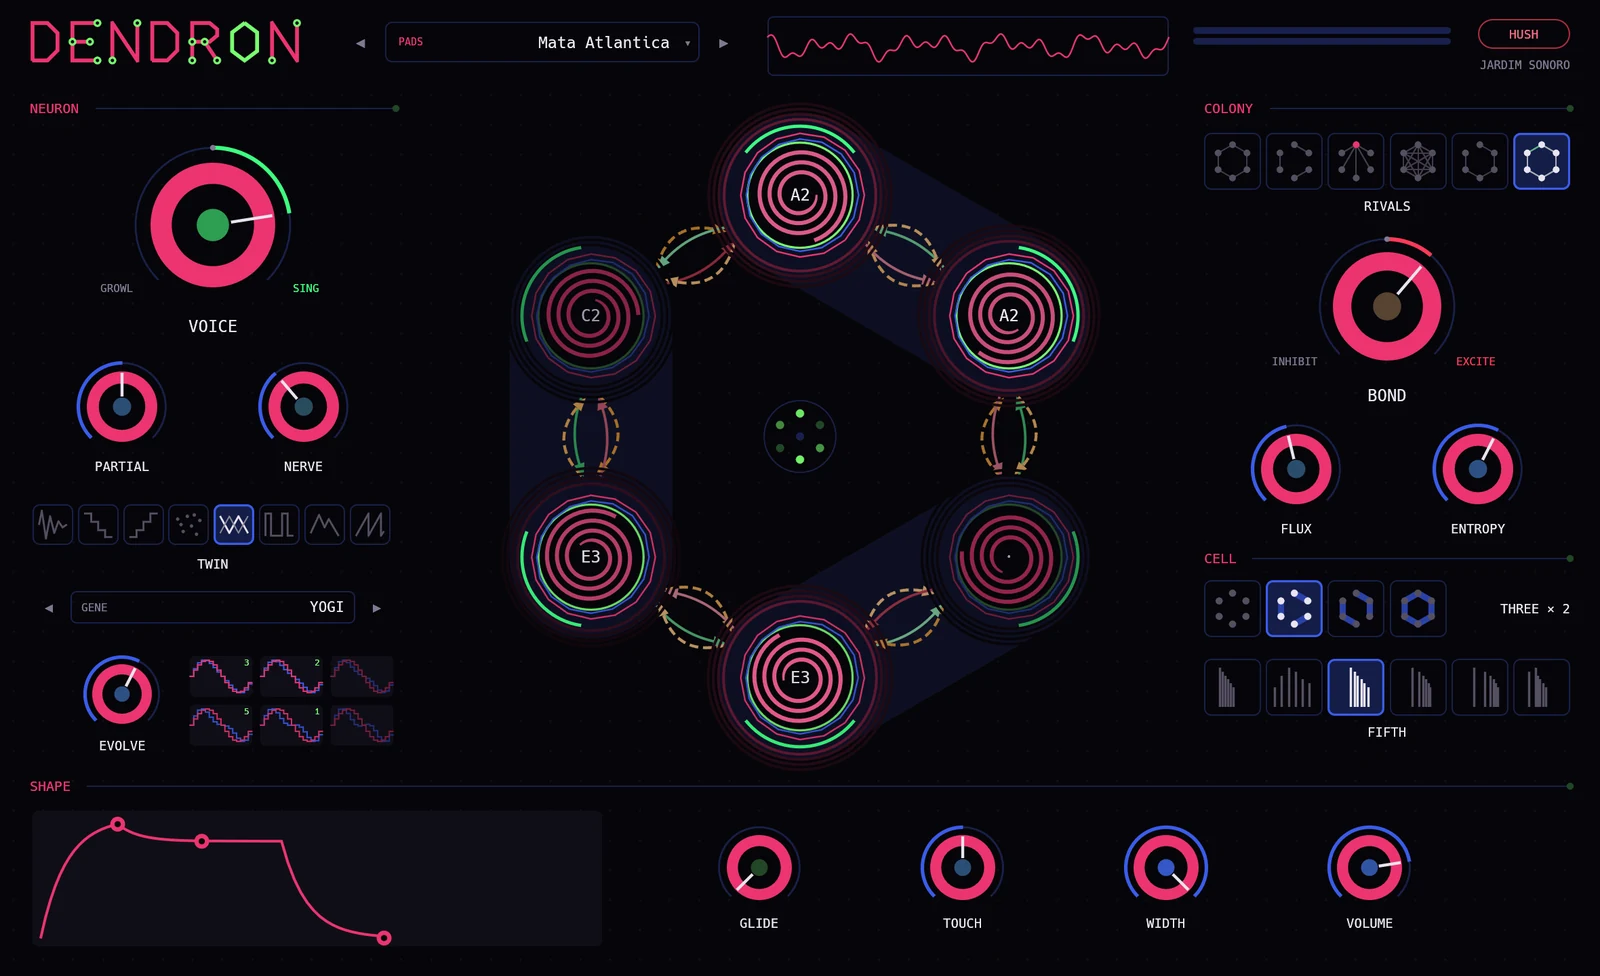 DENDRON
◀ PADS Mata Atlantica ▾ ▶
HUSH
JARDIM SONORO
NEURON
GROWL SING
VOICE
PARTIAL NERVE
TWIN
◀ GENE YOGI ▶
3 2
5 1
EVOLVE
A2
C2 A2
E3
E3
COLONY
RIVALS
INHIBIT EXCITE
BOND
FLUX ENTROPY
CELL
THREE × 2
FIFTH
SHAPE
GLIDE TOUCH WIDTH VOLUME